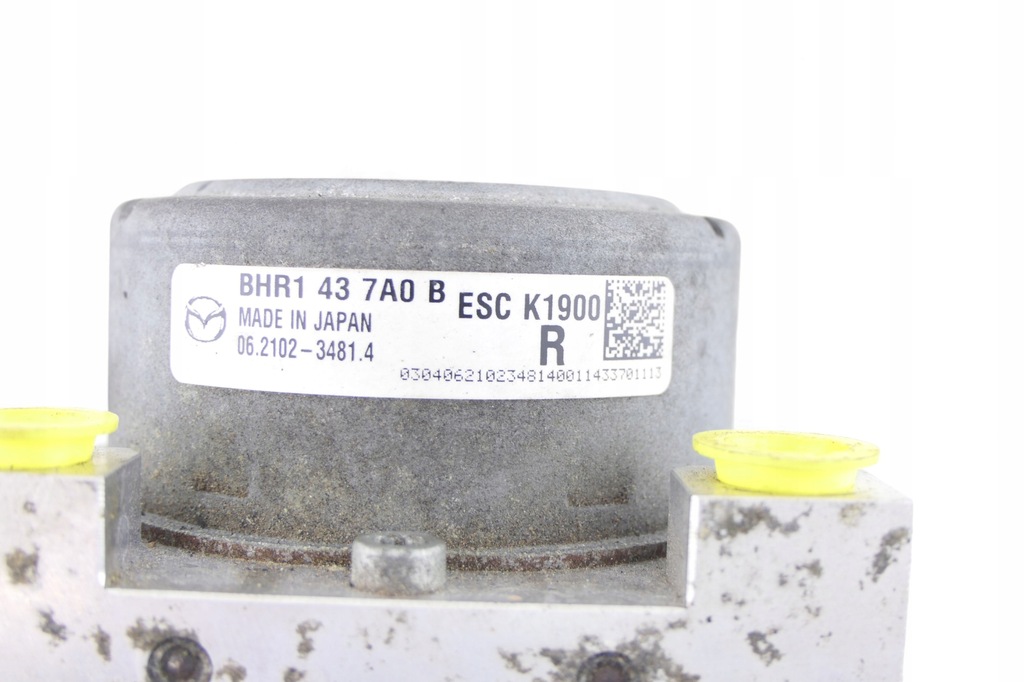 BHR1 43 7A0 B
ESC K1900
MADE IN JAPAN
R
06.2102-3481.4
0304062102348140011433701113